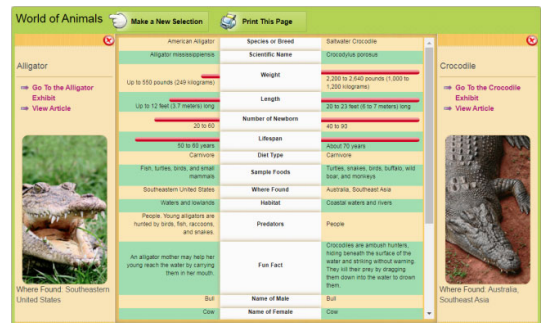 World of Animals
Make a New Selection
Print This Page
Alligator
Go To the Alligator
Exhibit
View Article
Where Found: Southeastern
United States
American Alligator
Species or Breed
Saltwater Crocodile
Alligator mississippiensis
Scientific Name
Crocodylus porosus
Up to 550 pounds (249 kilograms)
Weight
2,200 to 2,640 pounds (1,000 to
1,200 kilograms)
Up to 12 feet (3.7 meters) long
Length
20 to 23 feet (6 to 7 meters) long
20 to 60
Number of Newborn
40 to 90
50 to 60 years
Lifespan
About 70 years
Carnivore
Diet Type
Carnivore
Fish, turtles, birds, and small
mammals
Sample Foods
Turtles, snakes, birds, buffalo, wild
boar, and monkeys
Southeastern United States
Where Found
Australia, Southeast Asia
Waters and lowlands
Habitat
Coastal waters and rivers
People. Young alligators are
hunted by birds, fish, raccoons,
and snakes.
Predators
People
An alligator mother may help her
young reach the water by carrying
them in her mouth.
Fun Fact
Crocodiles are ambush hunters,
hiding beneath the surface of the
water and striking without warning.
They kill their prey by dragging
them down into the water to drown
them.
Bull
Name of Male
Bull
Cow
Name of Female
Cow
Crocodile
Go To the Crocodile
Exhibit
View Article
Where Found: Australia,
Southeast Asia